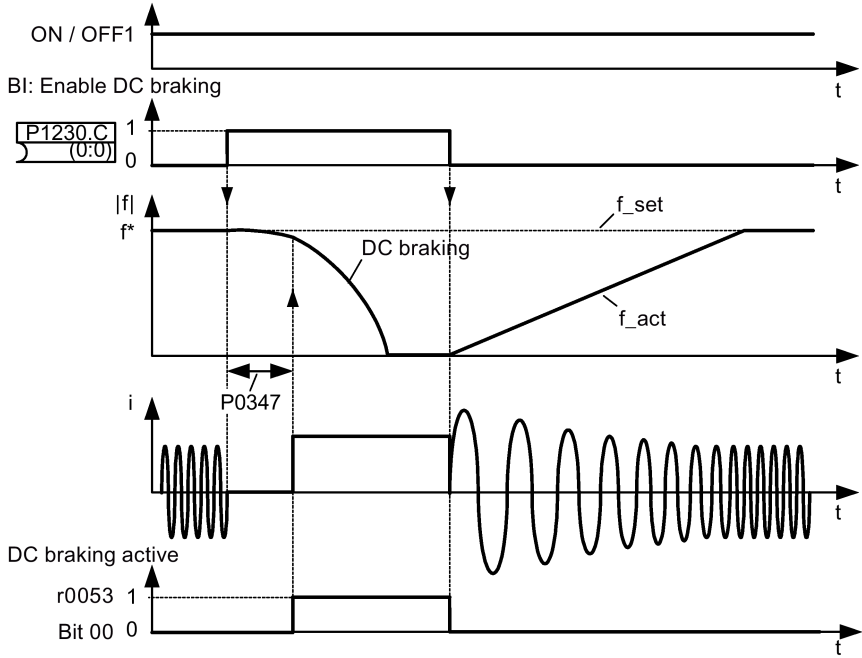 ON / OFF1
t
BI: Enable DC braking
P1230.C
(0:0)
1
0
t
|f|
f*
f_set
DC braking
f_act
t
P0347
i
t
DC braking active
r0053 1
Bit 00 0
t